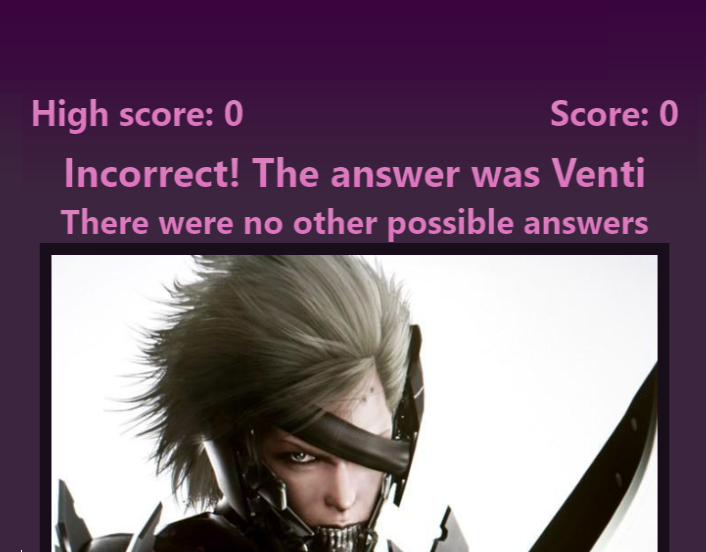 High score: 0
Score: 0
Incorrect! The answer was Venti
There were no other possible answers